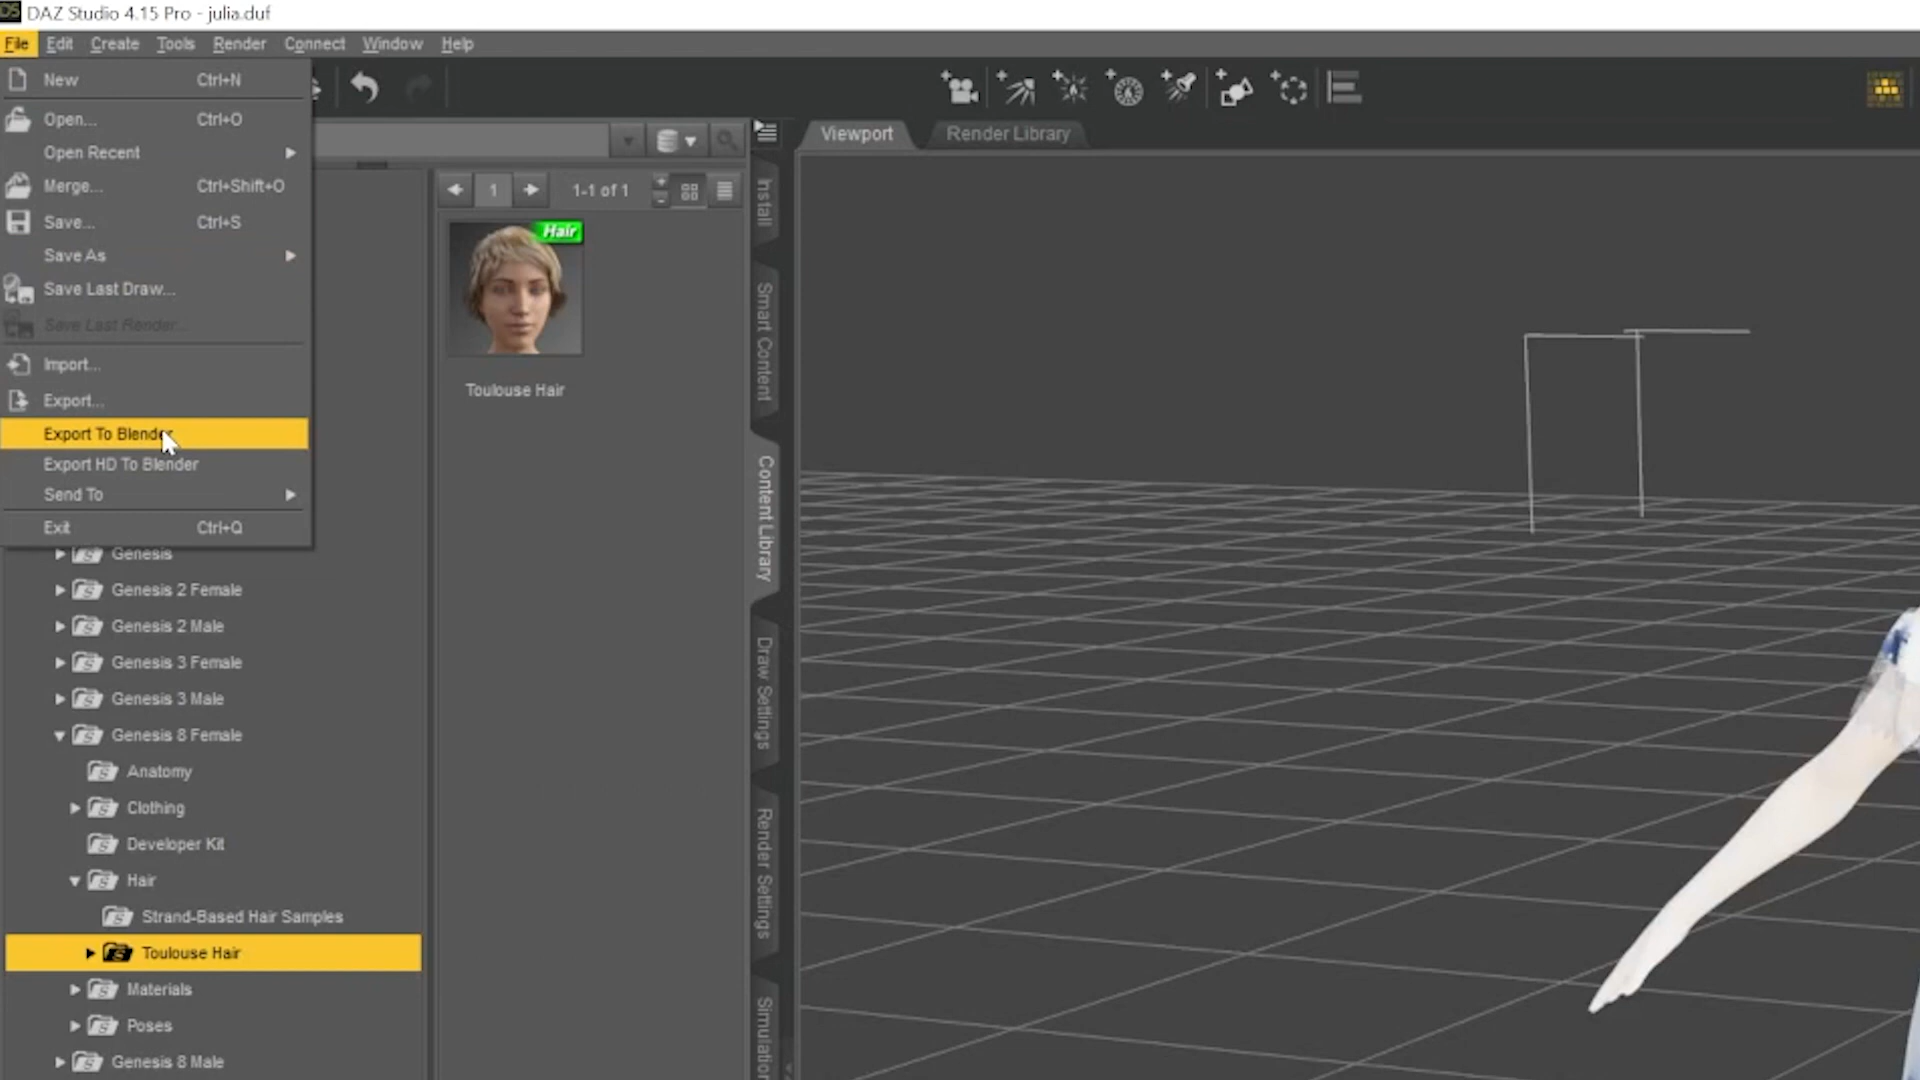 DAZ Studio 4.15 Pro - julia.duf
File Edit Create Tools Render Connect Window Help
New Ctrl+N
Open... Ctrl+O
Open Recent
Merge... Ctrl+Shift+O
Save... Ctrl+S
Save As
Save Last Draw...
Save Last Render...
Import...
Export...
Export To Blender
Export HD To Blender
Send To
Exit Ctrl+Q
Genesis
Genesis 2 Female
Genesis 2 Male
Genesis 3 Female
Genesis 3 Male
Genesis 8 Female
Anatomy
Clothing
Developer Kit
Hair
Strand-Based Hair Samples
Toulouse Hair
Materials
Poses
Genesis 8 Male
1 1-1 of 1
Hair
Toulouse Hair
Install
Smart Content
Content Library
Draw Settings
Render Settings
Simulation
Viewport Render Library